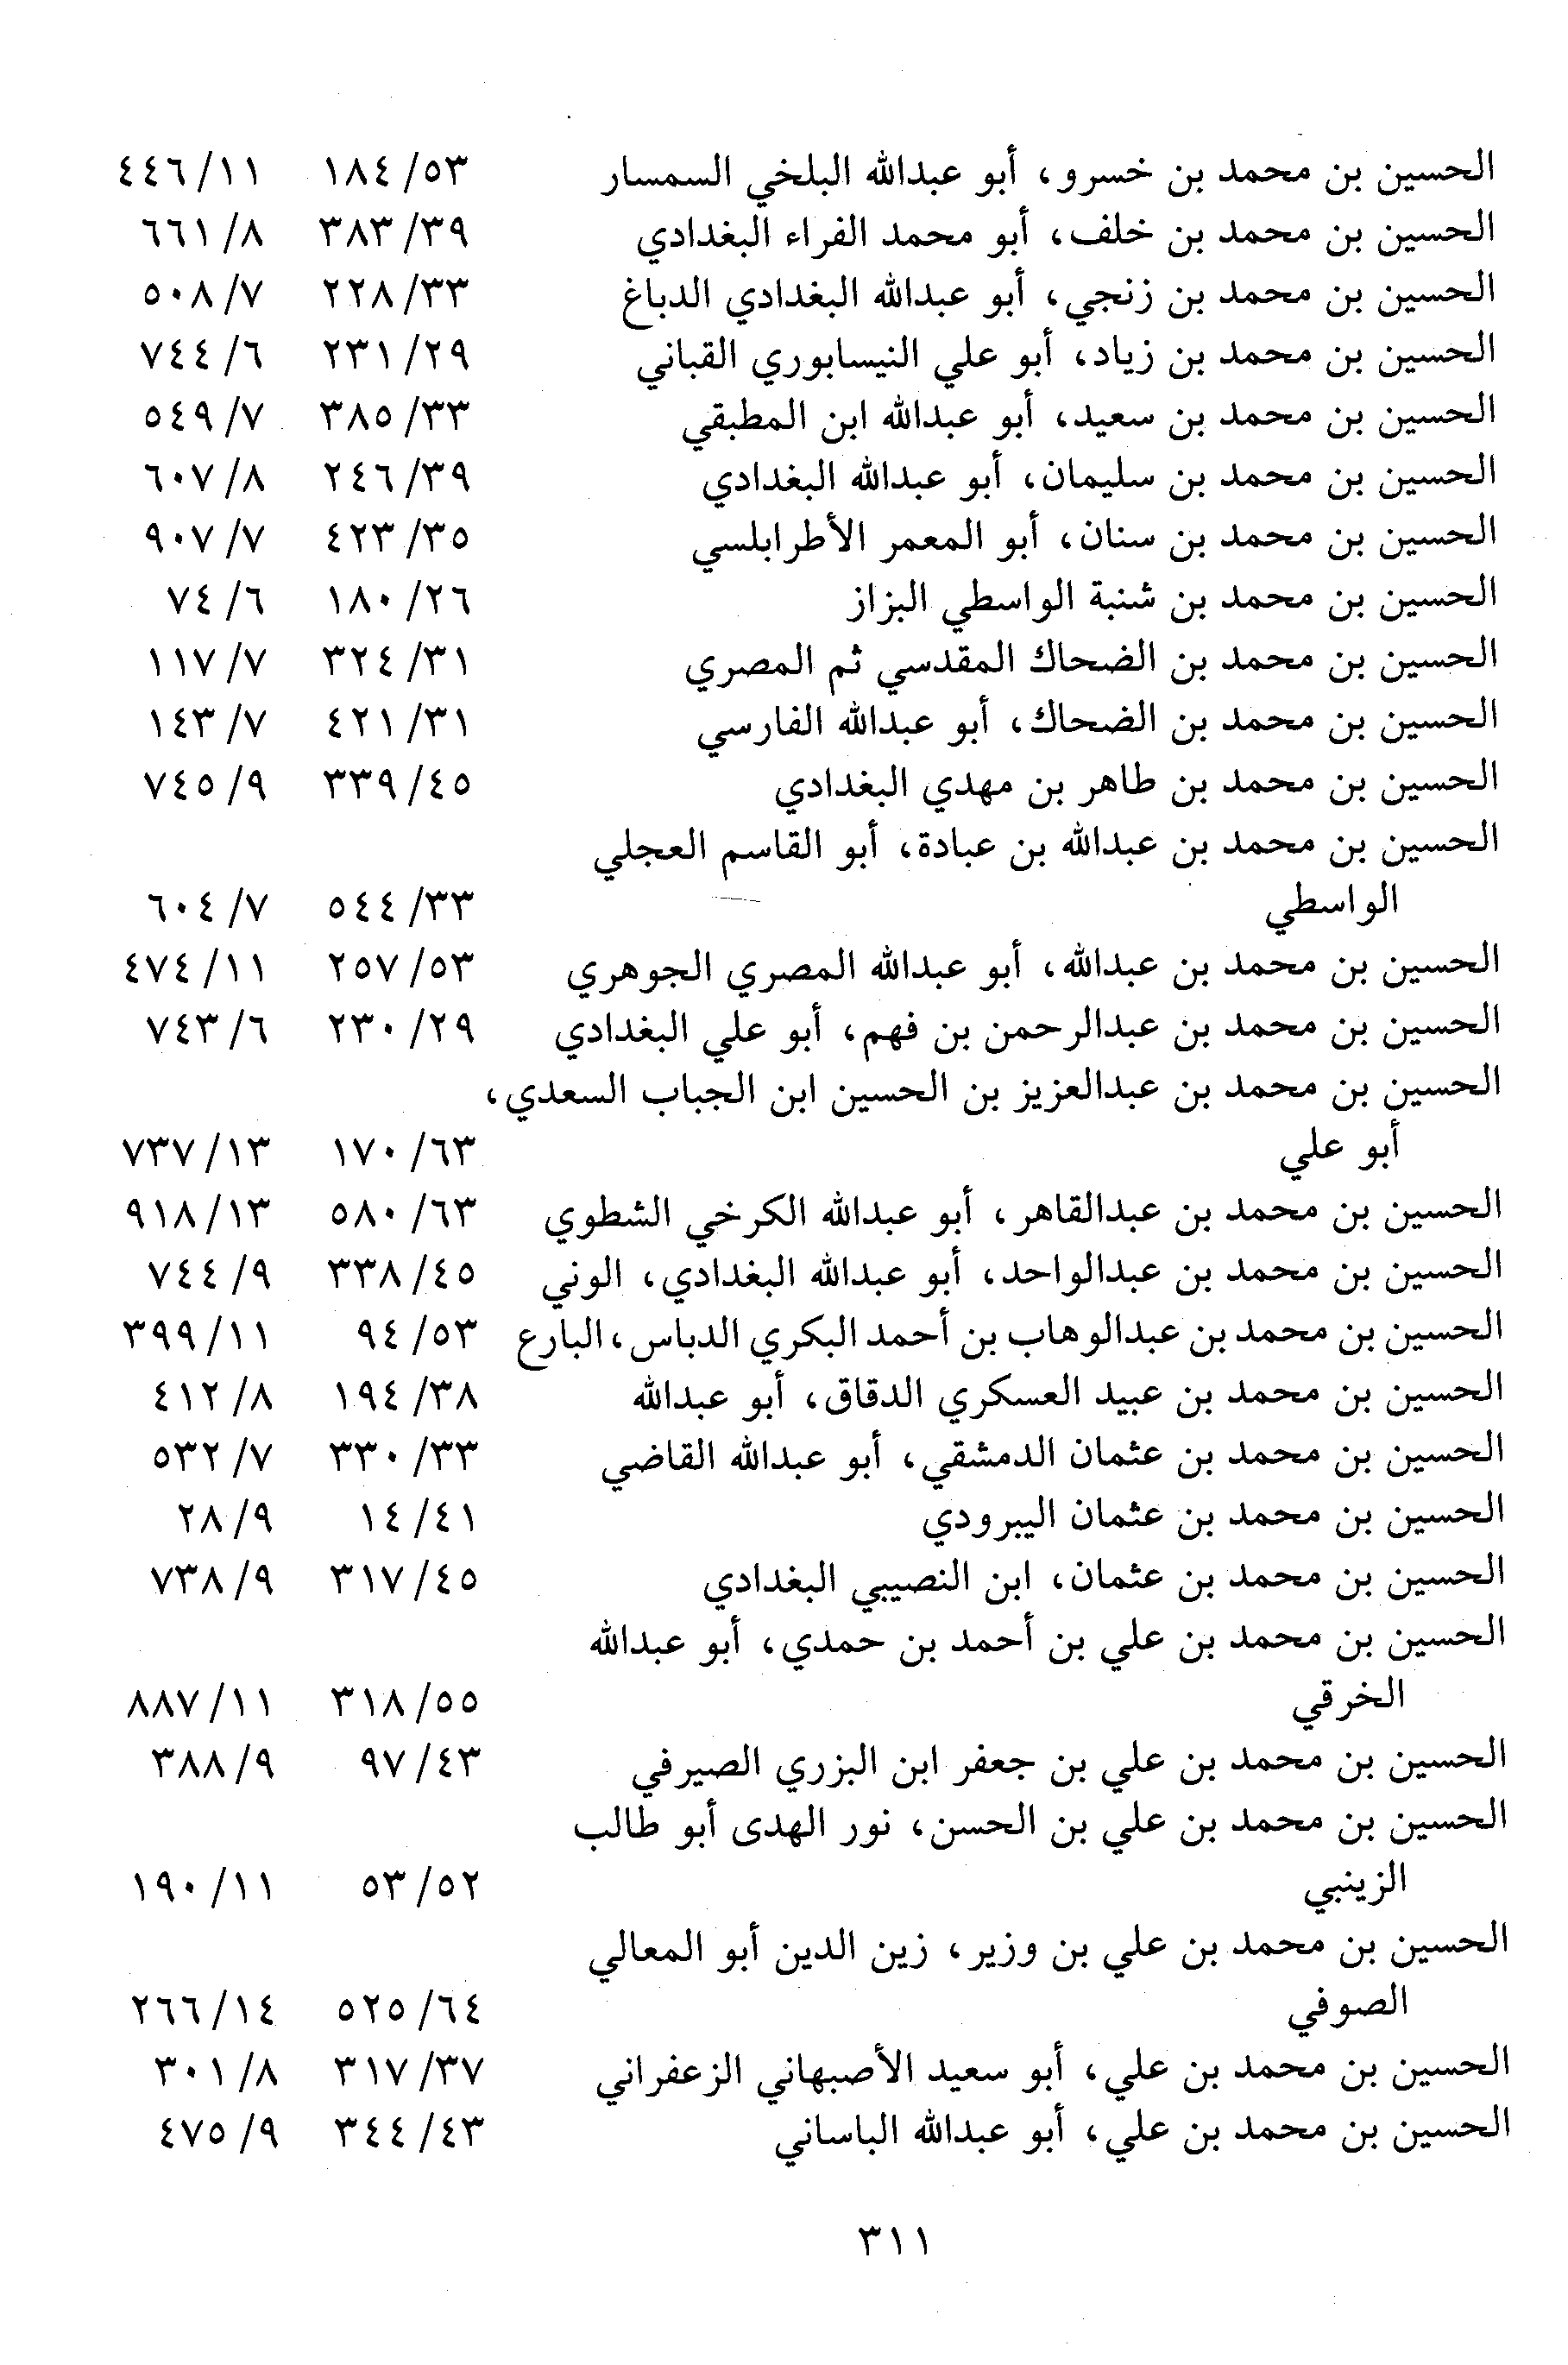 الحسين بن محمد بن خسرو، أبو عبدالله البلخي السمسار ٥٣/ ١٨٤ ١١/ ٤٤٦
الحسين بن محمد بن خلف، أبو محمد الفراء البغدادي ٣٩/ ٣٨٣ ٨/ ٦٦١
الحسين بن محمد بن زنجي، أبو عبدالله البغدادي الدباغ ٣٣/ ٢٢٨ ٧/ ٥٠٨
الحسين بن محمد بن زياد، أبو علي النيسابوري القباني ٢٩/ ٢٣١ ٦/ ٧٤٤
الحسين بن محمد بن سعيد، أبو عبدالله ابن المطبقي ٣٣/ ٣٨٥ ٧/ ٥٤٩
الحسين بن محمد بن سليمان، أبو عبدالله البغدادي ٣٩/ ٢٤٦ ٨/ ٦٠٧
الحسين بن محمد بن سنان، أبو المعمر الأطرابلسي ٣٥/ ٤٢٣ ٧/ ٩٠٧
الحسين بن محمد بن شنبة الواسطي البزاز ٢٦/ ١٨٠ ٦/ ٧٤
الحسين بن محمد بن الضحاك المقدسي ثم المصري ٣١/ ٣٢٤ ٧/ ١١٧
الحسين بن محمد بن الضحاك، أبو عبدالله الفارسي ٣١/ ٤٢١ ٧/ ١٤٣
الحسين بن محمد بن طاهر بن مهدي البغدادي ٤٥/ ٣٣٩ ٩/ ٧٤٥
الحسين بن محمد بن عبدالله بن عبادة، أبو القاسم العجلي
الواسطي ٣٣/ ٥٤٤ ٧/ ٦٠٤
الحسين بن محمد بن عبدالله، أبو عبدالله المصري الجوهري ٥٣/ ٢٥٧ ١١/ ٤٧٤
الحسين بن محمد بن عبدالرحمن بن فهم، أبو علي البغدادي ٢٩/ ٢٣٠ ٦/ ٧٤٣
الحسين بن محمد بن عبدالعزيز بن الحسين ابن الجباب السعدي،
أبو علي ٦٣/ ١٧٠ ١٣/ ٧٣٧
الحسين بن محمد بن عبدالقاهر، أبو عبدالله الكرخي الشطوي ٦٣/ ٥٨٠ ١٣/ ٩١٨
الحسين بن محمد بن عبدالواحد، أبو عبدالله البغدادي، الوني ٤٥/ ٣٣٨ ٩/ ٧٤٤
الحسين بن محمد بن عبدالوهاب بن أحمد البكري الدباس، البارع ٥٣/ ٩٤ ١١/ ٣٩٩
الحسين بن محمد بن عبيد العسكري الدقاق، أبو عبدالله ٣٨/ ١٩٤ ٨/ ٤١٢
الحسين بن محمد بن عثمان الدمشقي، أبو عبدالله القاضي ٣٣/ ٣٣٠ ٧/ ٥٣٢
الحسين بن محمد بن عثمان اليبرودي ٤١/ ١٤ ٩/ ٢٨
الحسين بن محمد بن عثمان، ابن النصيبي البغدادي ٤٥/ ٣١٧ ٩/ ٧٣٨
الحسين بن محمد بن علي بن أحمد بن حمدي، أبو عبدالله
الخرقي ٥٥/ ٣١٨ ١١/ ٨٨٧
الحسين بن محمد بن علي بن جعفر ابن البزري الصيرفي ٤٣/ ٩٧ ٩/ ٣٨٨
الحسين بن محمد بن علي بن الحسن، نور الهدى أبو طالب
الزينبي ٥٢/ ٥٣ ١١/ ١٩٠
الحسين بن محمد بن علي بن وزير، زين الدين أبو المعالي
الصوفي ٦٤/ ٥٢٥ ١٤/ ٢٦٦
الحسين بن محمد بن علي، أبو سعيد الأصبهاني الزعفراني ٣٧/ ٣١٧ ٨/ ٣٠١
الحسين بن محمد بن علي، أبو عبدالله الباساني ٤٣/ ٣٤٤ ٩/ ٤٧٥
٣١١